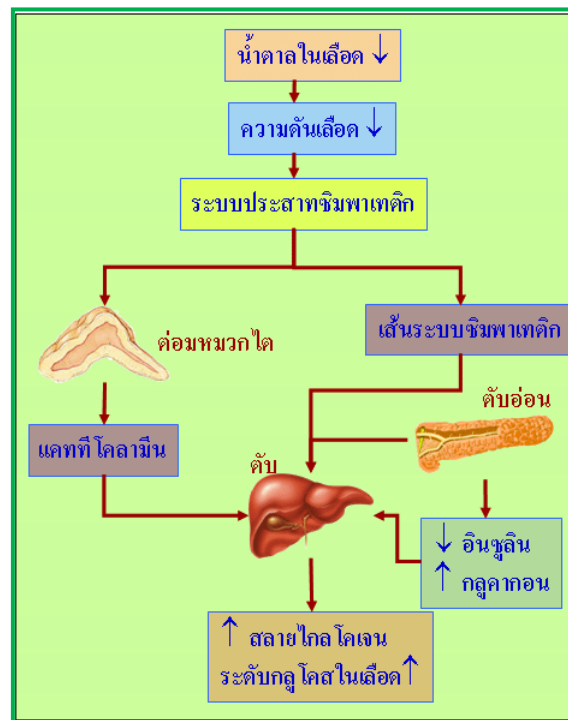 น้ำตาลในเลือด ↓
ความดันเลือด ↓
ระบบประสาทซิมพาเทติก
ต่อมหมวกไต
เส้นระบบซิมพาเทติก
ตับอ่อน
แคททีโคลามีน
ตับ
↓ อินซูลิน
↑ กลูคากอน
↑ สลายไกลโคเจน
ระดับกลูโคสในเลือด ↑